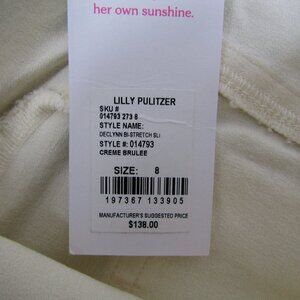 her own sunshine.
LILLY PULITZER
SKU #
014793 273 8
STYLE NAME:
DECLYNN BI-STRETCH SLI
STYLE #: 014793
CREME BRULEE
SIZE: 8
197367 133905
MANUFACTURER'S SUGGESTED PRICE
$138.00